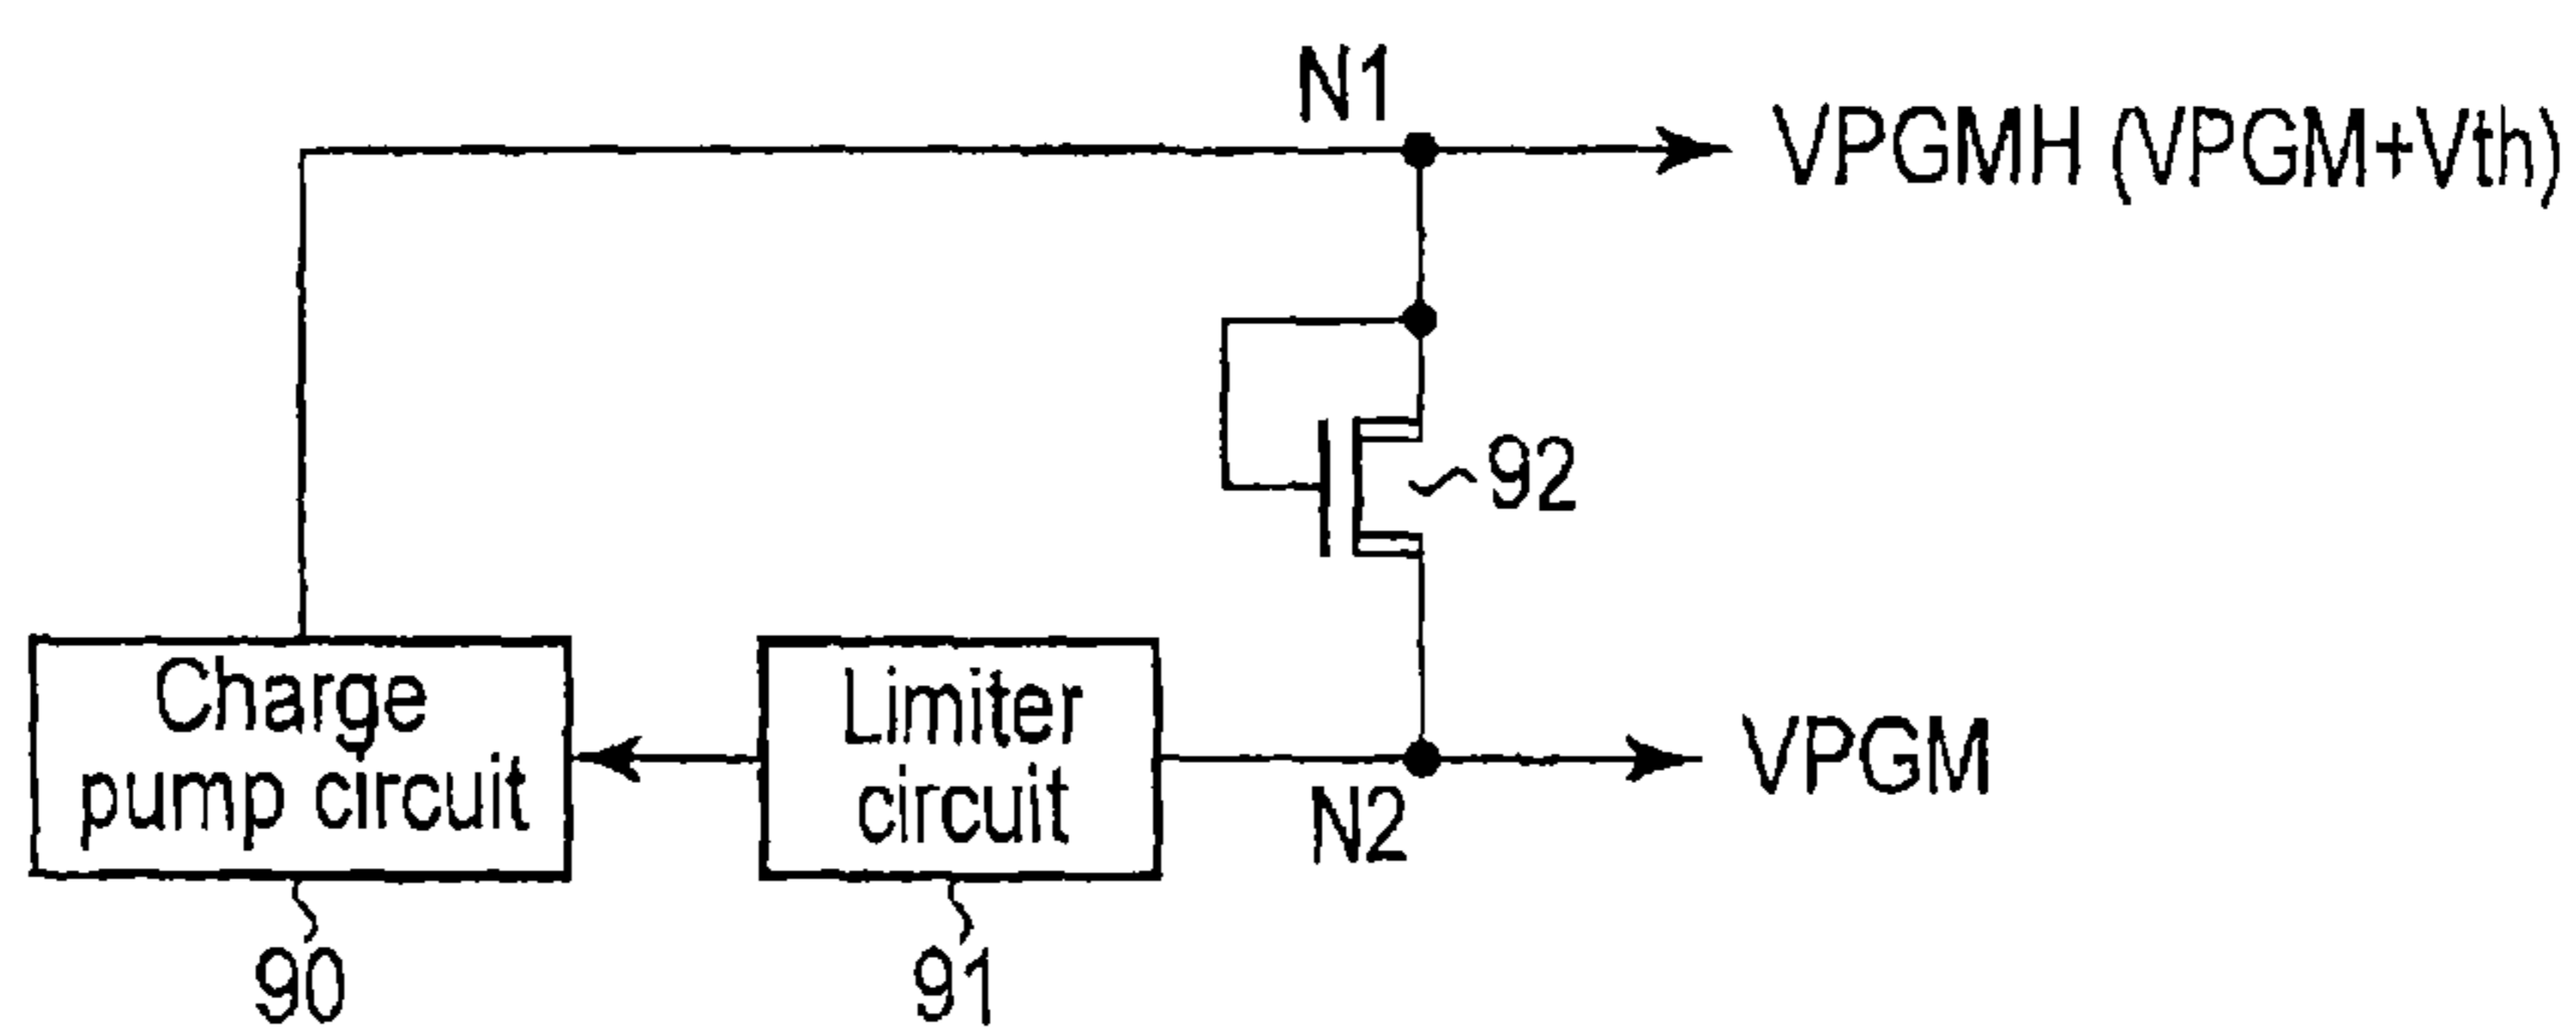 N1
VPGMH (VPGM+Vth)
92
Charge
pump circuit
Limiter
circuit
VPGM
N2
90
91